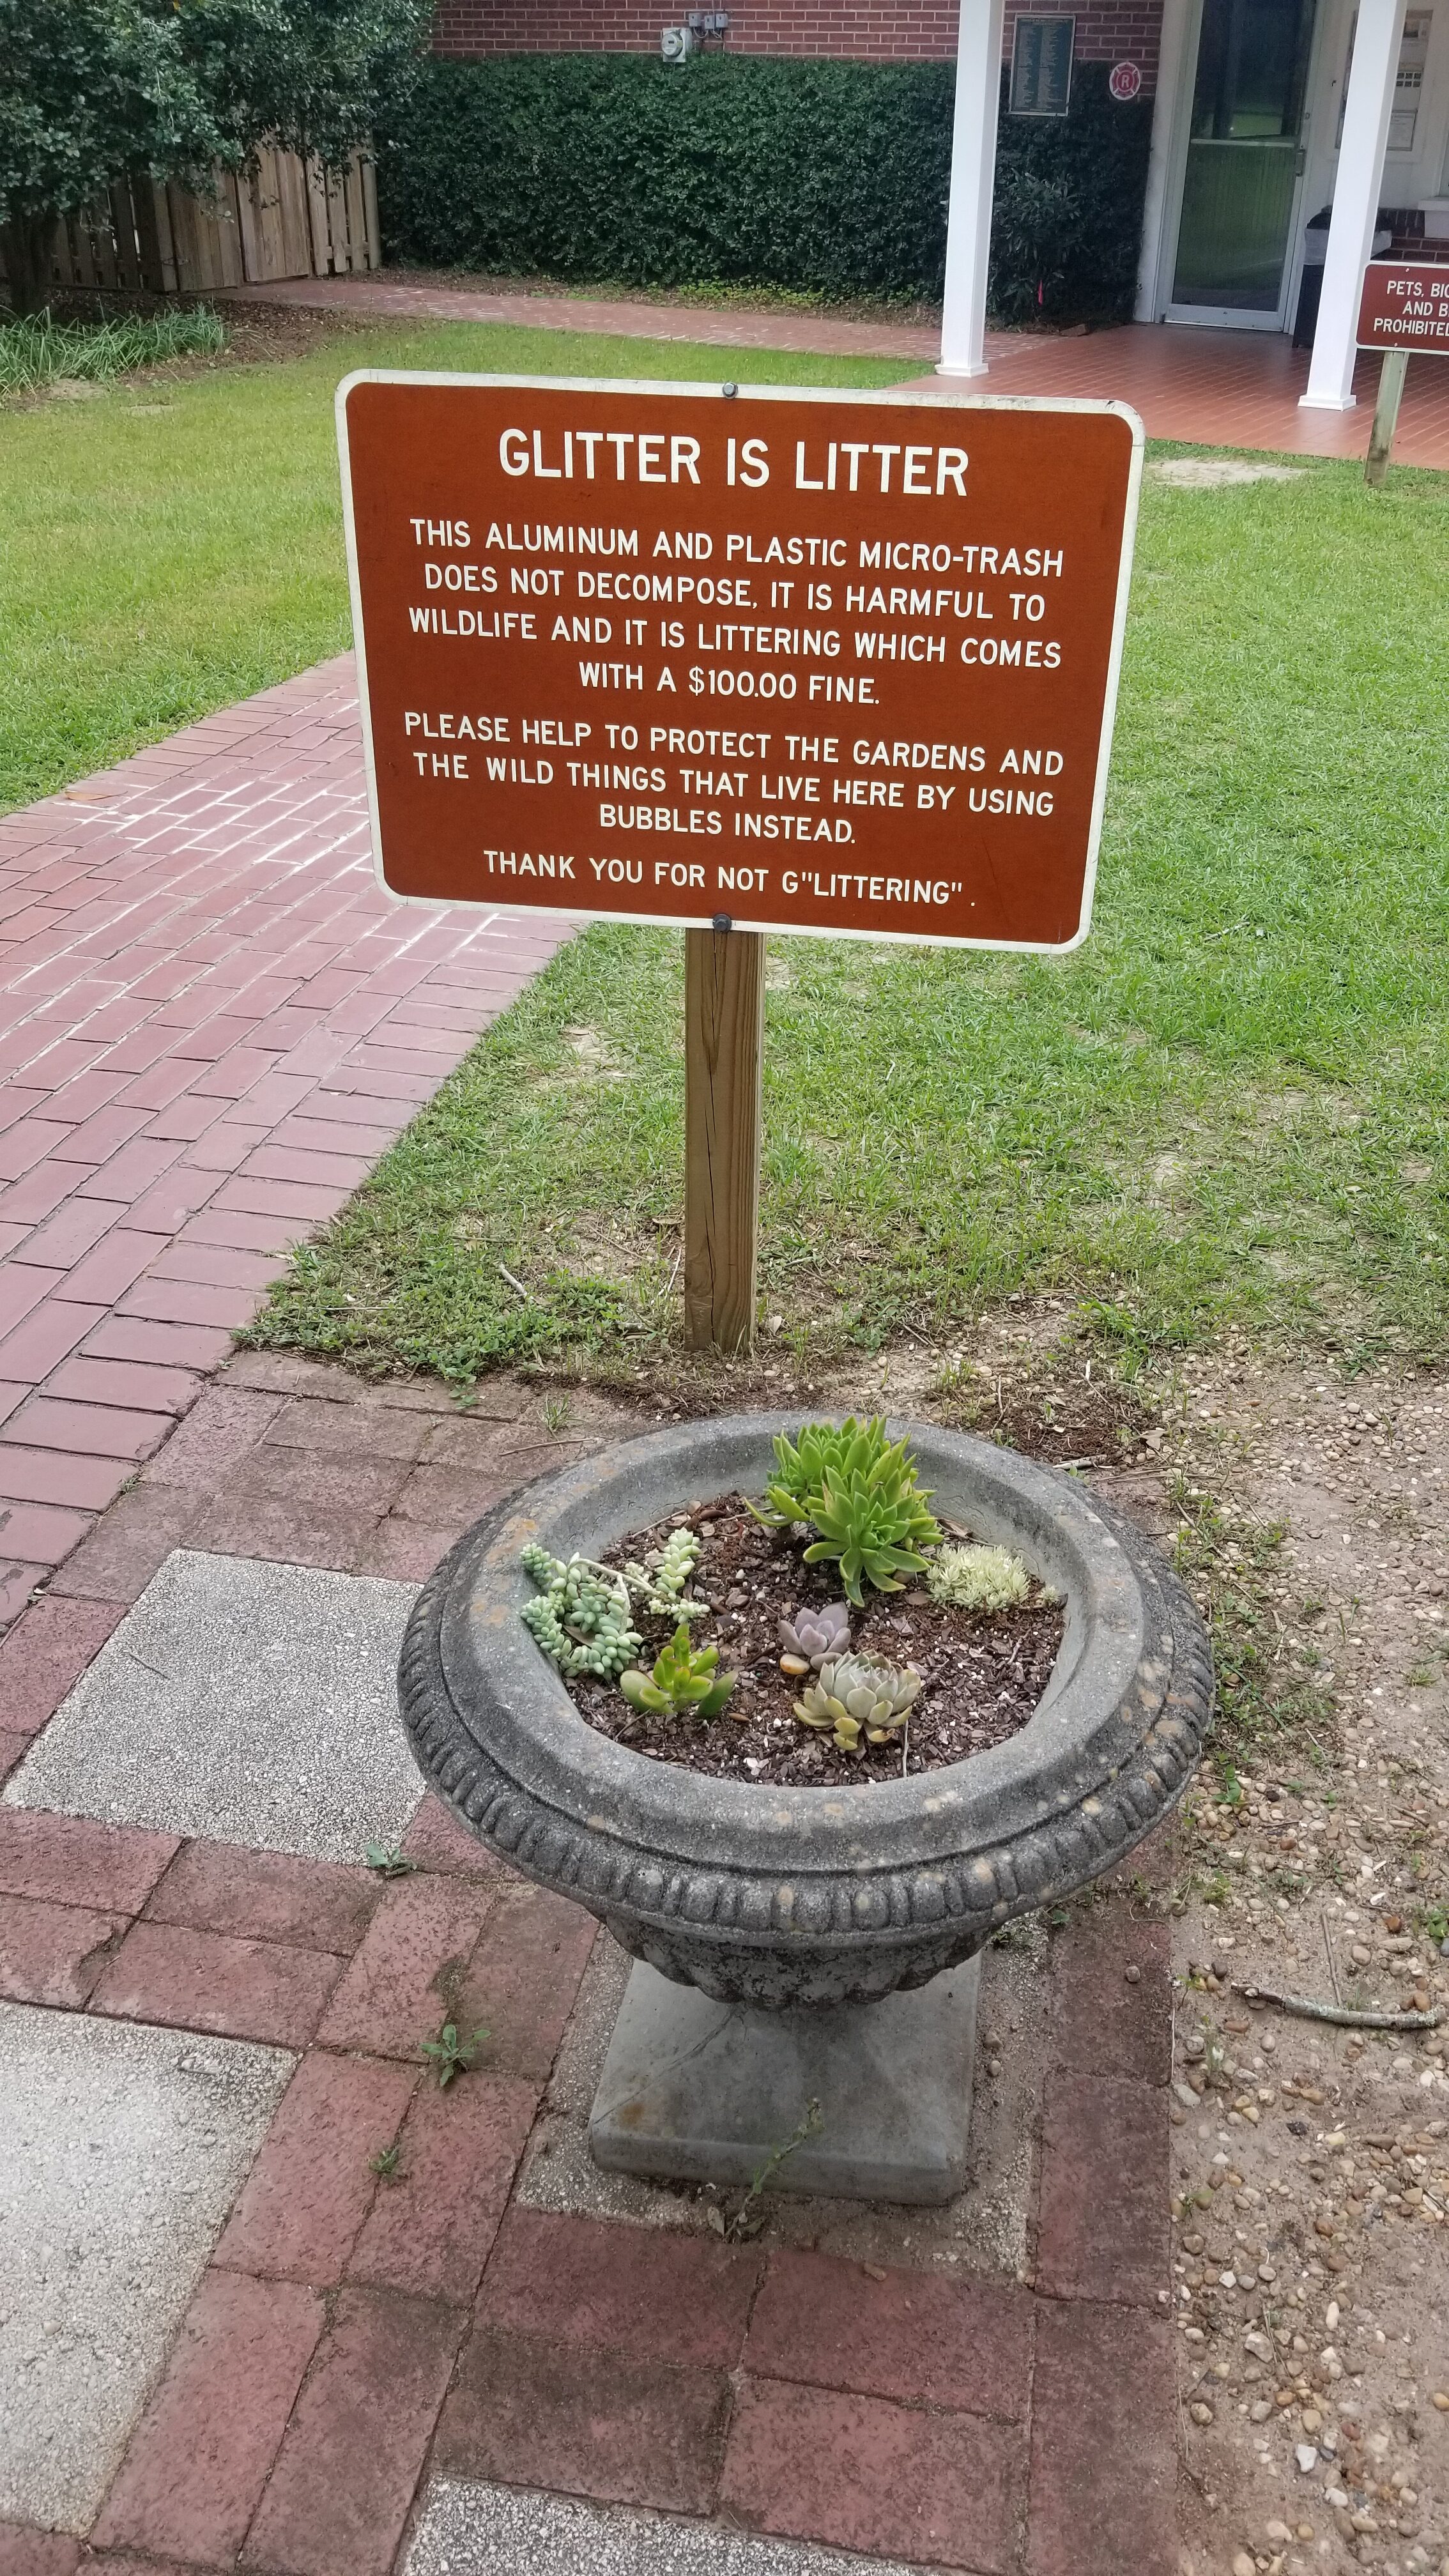 GLITTER IS LITTER
THIS ALUMINUM AND PLASTIC MICRO-TRASH
DOES NOT DECOMPOSE, IT IS HARMFUL TO
WILDLIFE AND IT IS LITTERING WHICH COMES
WITH A $100.00 FINE.
PLEASE HELP TO PROTECT THE GARDENS AND
THE WILD THINGS THAT LIVE HERE BY USING
BUBBLES INSTEAD.
THANK YOU FOR NOT G"LITTERING".
R
PETS,
AND